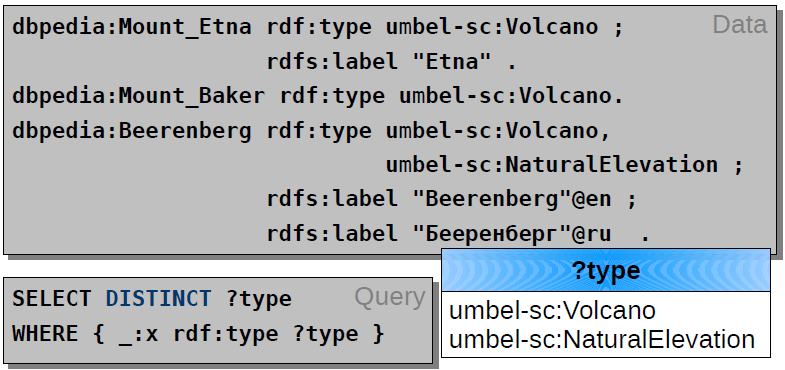 Data
dbpedia:Mount_Etna rdf:type umbel-sc:Volcano ;
rdfs:label "Etna" .
dbpedia:Mount_Baker rdf:type umbel-sc:Volcano.
dbpedia:Beerenberg rdf:type umbel-sc:Volcano,
umbel-sc:NaturalElevation ;
rdfs:label "Beerenberg"@en ;
rdfs:label "Бееренберг"@ru .
Query
SELECT DISTINCT ?type
WHERE { _:x rdf:type ?type }
?type
umbel-sc:Volcano
umbel-sc:NaturalElevation